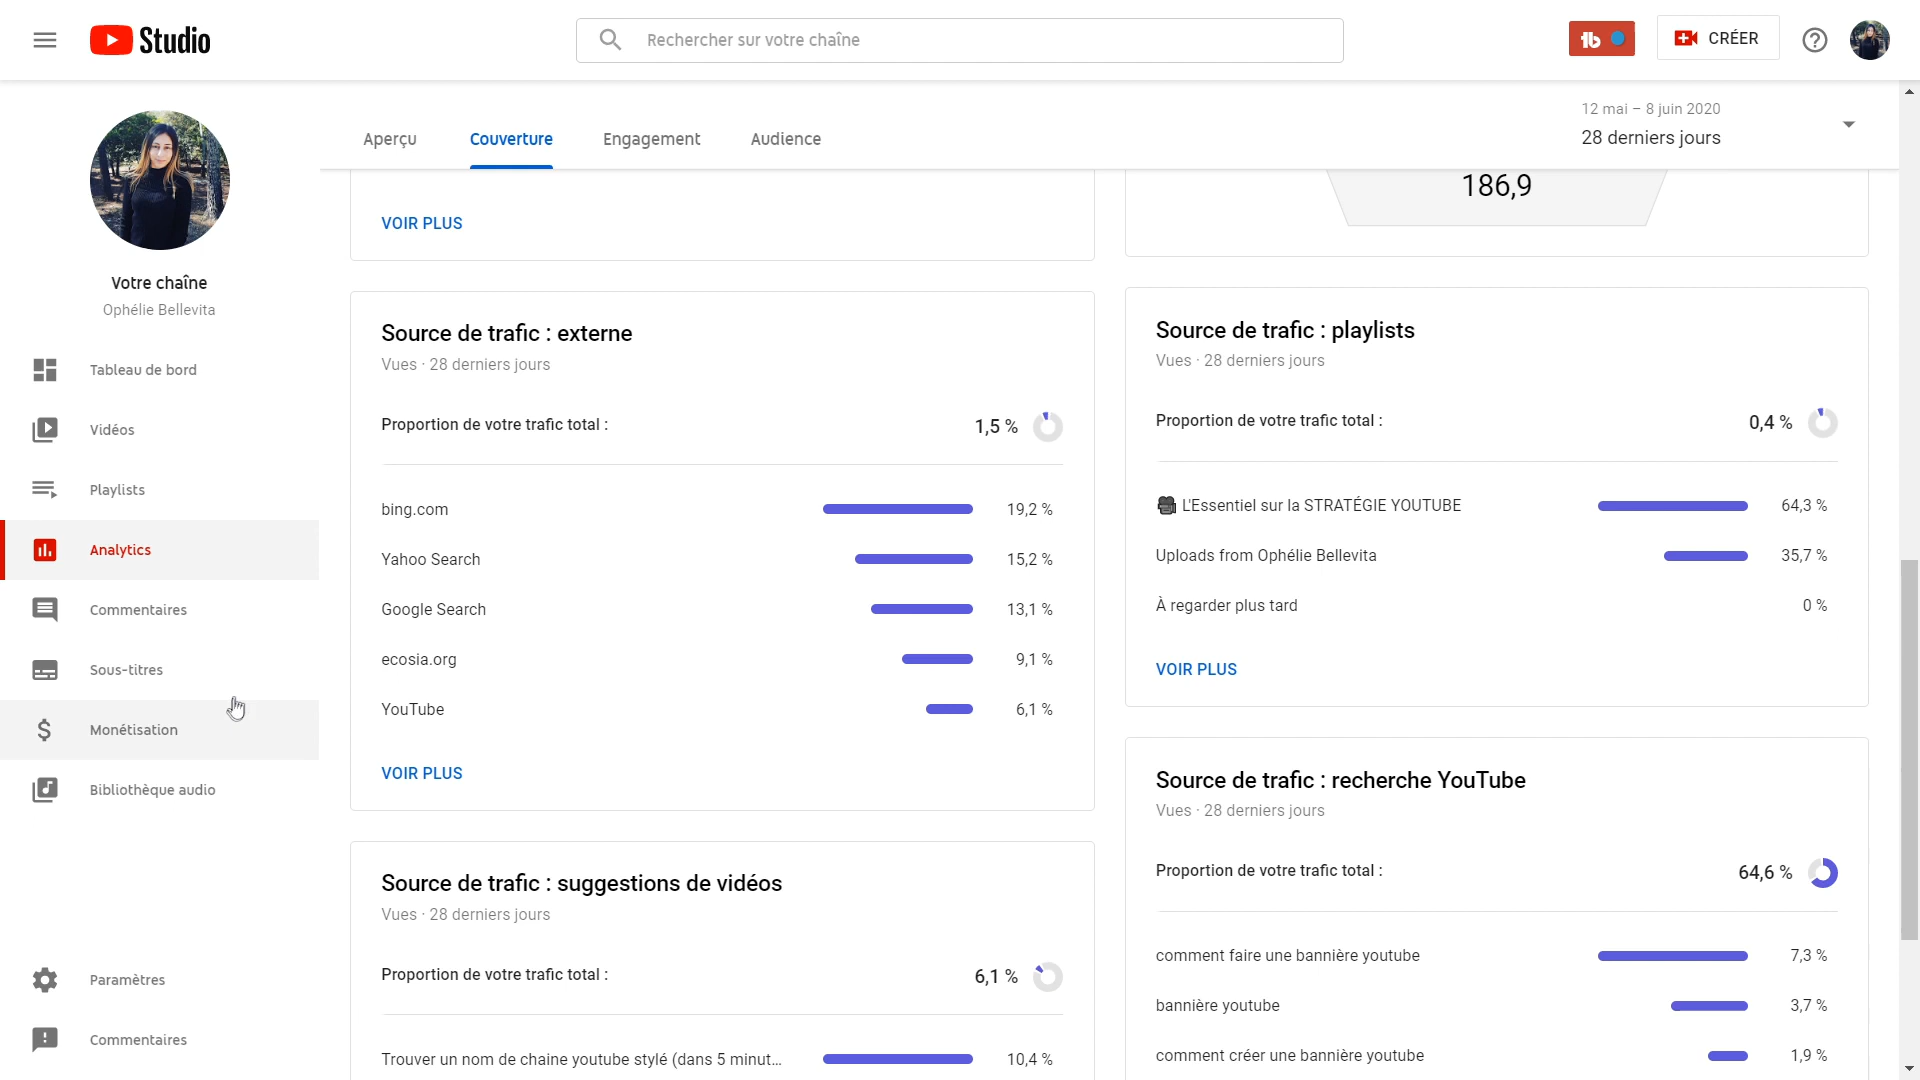 Studio
Rechercher sur votre chaîne
CRÉER
Votre chaîne
Ophélie Bellevita
Tableau de bord
Vidéos
Playlists
Analytics
Commentaires
Sous-titres
Monétisation
Bibliothèque audio
Paramètres
Commentaires
Aperçu
Couverture
Engagement
Audience
12 mai – 8 juin 2020
28 derniers jours
VOIR PLUS
186,9
Source de trafic : externe
Vues · 28 derniers jours
Proportion de votre trafic total : 1,5 %
bing.com 19,2 %
Yahoo Search 15,2 %
Google Search 13,1 %
ecosia.org 9,1 %
YouTube 6,1 %
VOIR PLUS
Source de trafic : suggestions de vidéos
Vues · 28 derniers jours
Proportion de votre trafic total : 6,1 %
Trouver un nom de chaine youtube stylé (dans 5 minut... 10,4 %
Source de trafic : playlists
Vues · 28 derniers jours
Proportion de votre trafic total : 0,4 %
L'Essentiel sur la STRATÉGIE YOUTUBE 64,3 %
Uploads from Ophélie Bellevita 35,7 %
À regarder plus tard 0 %
VOIR PLUS
Source de trafic : recherche YouTube
Vues · 28 derniers jours
Proportion de votre trafic total : 64,6 %
comment faire une bannière youtube 7,3 %
bannière youtube 3,7 %
comment créer une bannière youtube 1,9 %